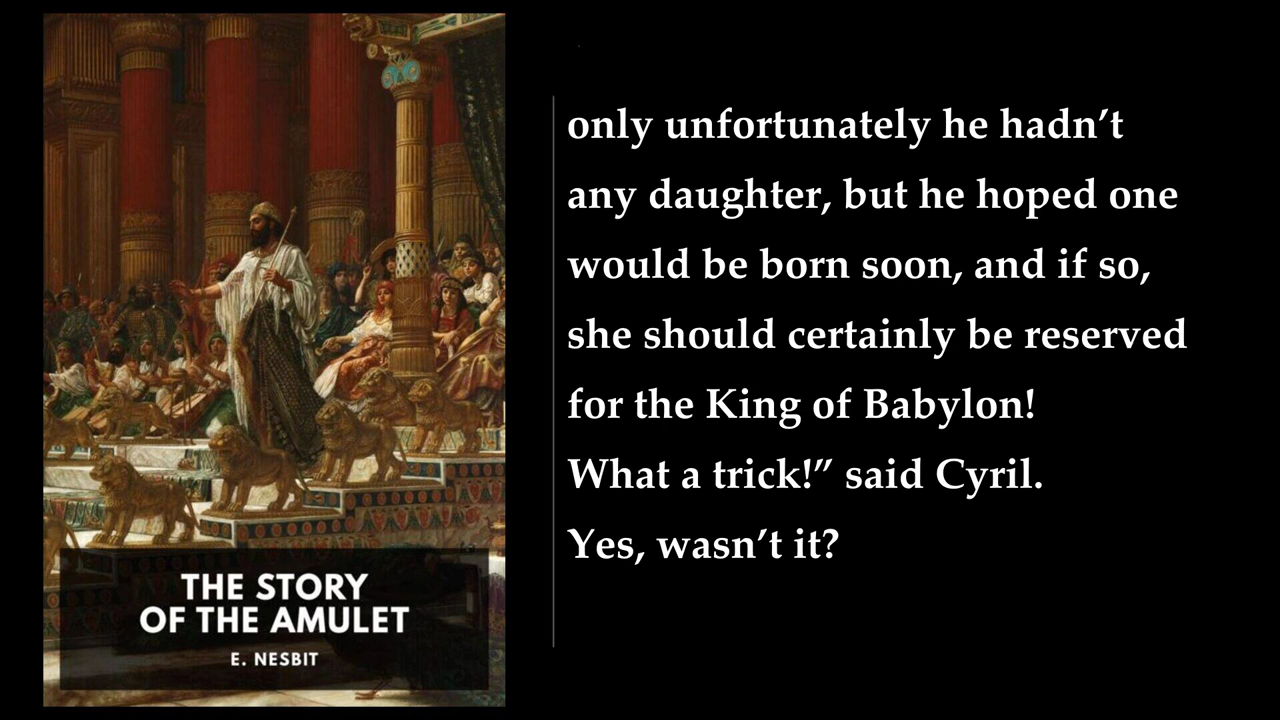 THE STORY
OF THE AMULET
E. NESBIT
only unfortunately he hadn’t
any daughter, but he hoped one
would be born soon, and if so,
she should certainly be reserved
for the King of Babylon!
What a trick!” said Cyril.
Yes, wasn’t it?